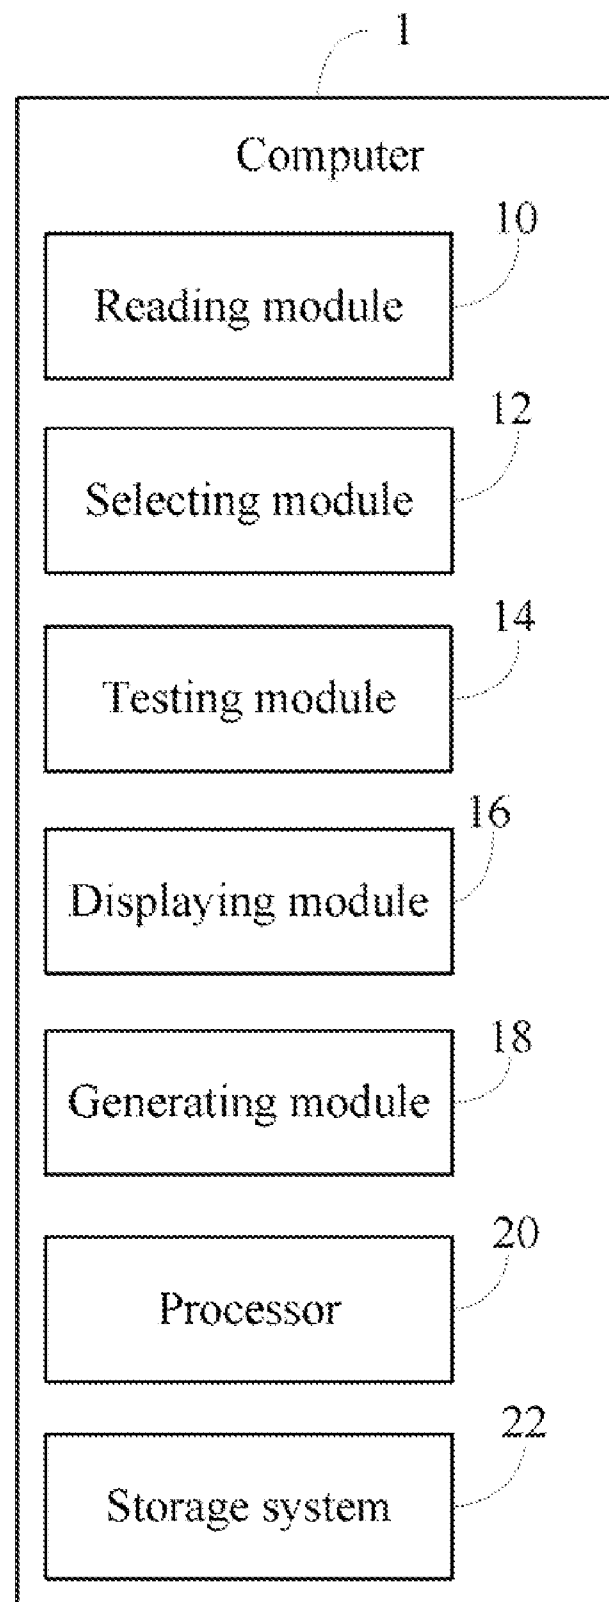 1
Computer
10
Reading module
12
Selecting module
14
Testing module
16
Displaying module
18
Generating module
20
Processor
22
Storage system